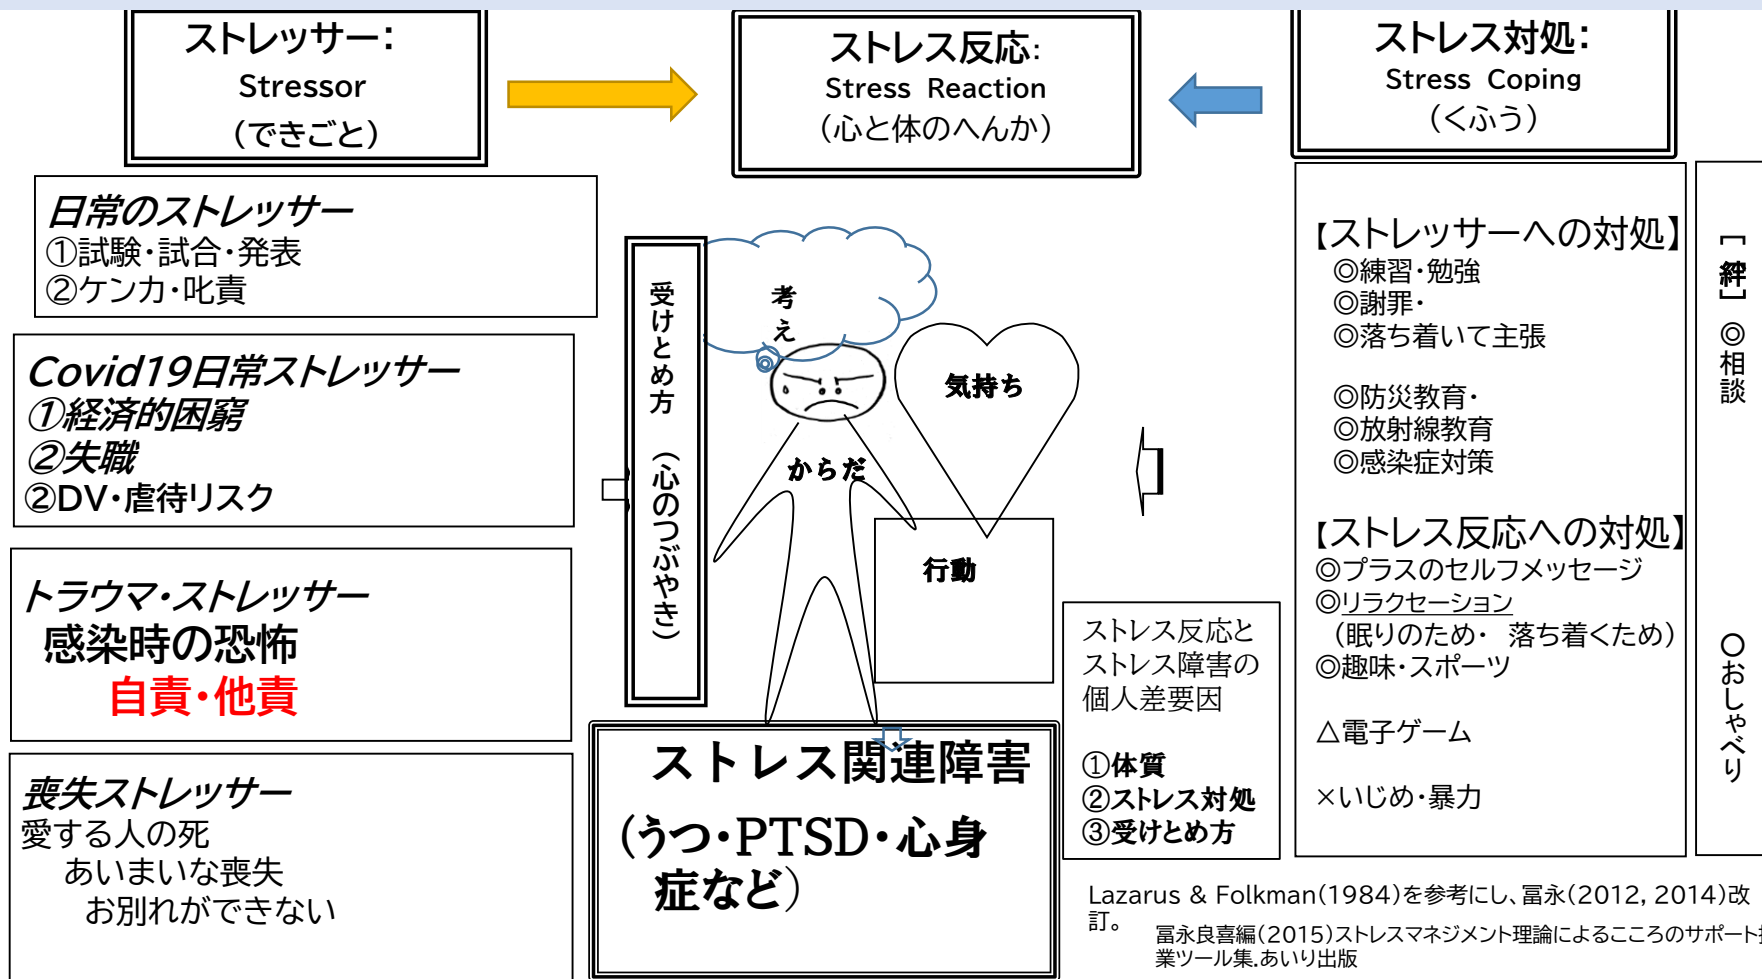 ストレッサー：
Stressor
（できごと）
ストレス反応：
Stress Reaction
（心と体のへんか）
ストレス対処：
Stress Coping
（くふう）
日常のストレッサー
①試験・試合・発表
②ケンカ・叱責
Covid19日常ストレッサー
①経済的困窮
②失職
②DV・虐待リスク
トラウマ・ストレッサー
感染時の恐怖
自責・他責
喪失ストレッサー
愛する人の死
あいまいな喪失
お別れができない
受けとめ方（心のつぶやき）
考
え
気持ち
からだ
行動
ストレス関連障害
（うつ・PTSD・心身
症など）
ストレス反応と
ストレス障害の
個人差要因
①体質
②ストレス対処
③受けとめ方
【ストレッサーへの対処】
◎練習・勉強
◎謝罪・
◎落ち着いて主張
◎防災教育・
◎放射線教育
◎感染症対策
【ストレス反応への対処】
◎プラスのセルフメッセージ
◎リラクセーション
（眠りのため・ 落ち着くため）
◎趣味・スポーツ
△電子ゲーム
×いじめ・暴力
［絆］◎相談 〇おしゃべり
Lazarus & Folkman(1984)を参考にし、冨永(2012, 2014)改
訂。
冨永良喜編(2015)ストレスマネジメント理論によるこころのサポート
業ツール集.あいり出版